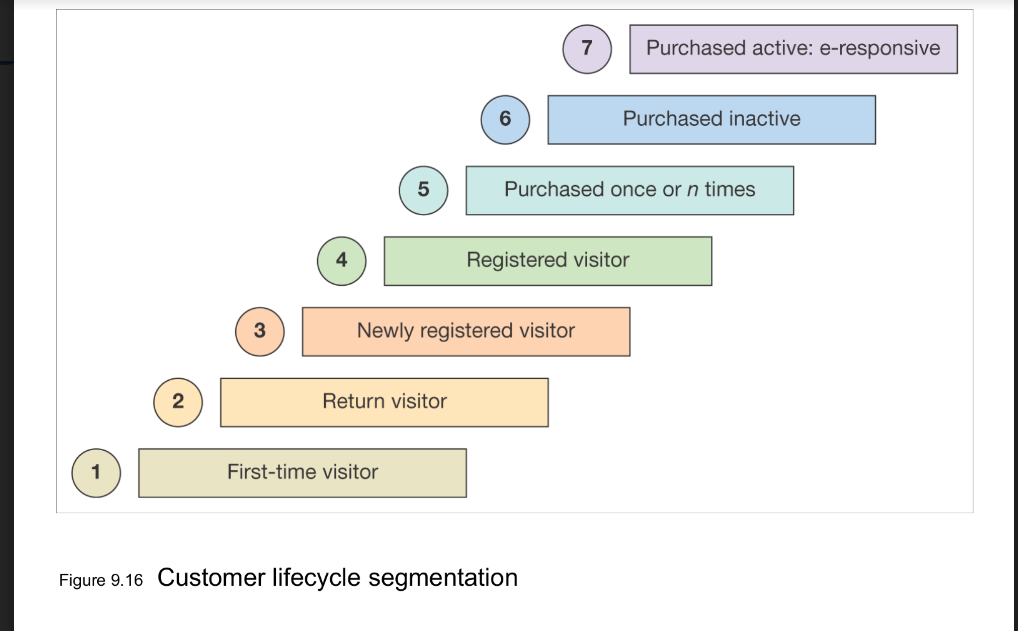 7 Purchased active: e-responsive
6 Purchased inactive
5 Purchased once or n times
4 Registered visitor
3 Newly registered visitor
2 Return visitor
1 First-time visitor
Figure 9.16 Customer lifecycle segmentation